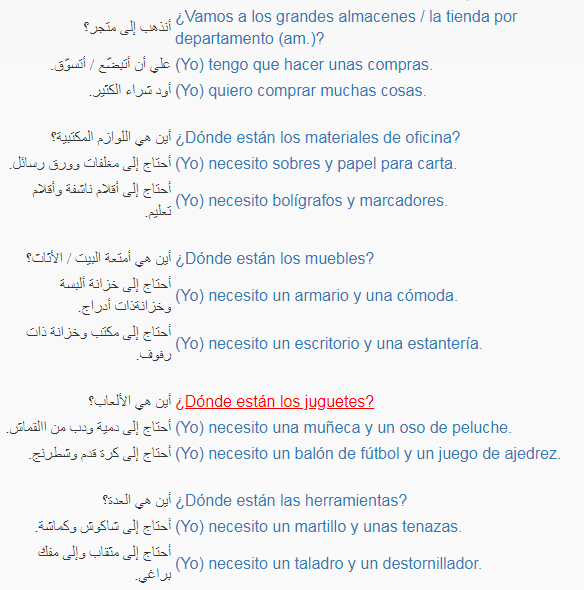 أنذهب إلى متجر؟ ¿Vamos a los grandes almacenes / la tienda por
departamento (am.)?
علي أن أتبضّع / أتسوّق. (Yo) tengo que hacer unas compras.
أود شراء الكثير. (Yo) quiero comprar muchas cosas.
أين هي اللوازم المكتبية؟ ¿Dónde están los materiales de oficina?
أحتاج إلى مغلفات وورق رسائل. (Yo) necesito sobres y papel para carta.
أحتاج إلى أقلام ناشفة وأقلام
تعليم. (Yo) necesito bolígrafos y marcadores.
أين هي أمتعة البيت / الأثاث؟ ¿Dónde están los muebles?
أحتاج إلى خزانة ألبسة
وخزانةذات أدراج. (Yo) necesito un armario y una cómoda.
أحتاج إلى مكتب وخزانة ذات
رفوف. (Yo) necesito un escritorio y una estantería.
أين هي الألعاب؟ ¿Dónde están los juguetes?
أحتاج إلى دمية ودب من االقماش. (Yo) necesito una muñeca y un oso de peluche.
أحتاج إلى كرة قدم وشطرنج. (Yo) necesito un balón de fútbol y un juego de ajedrez.
أين هي العدة؟ ¿Dónde están las herramientas?
أحتاج إلى شاكوش وكماشة. (Yo) necesito un martillo y unas tenazas.
أحتاج إلى مثقاب وإلى مفك
براغي. (Yo) necesito un taladro y un destornillador.